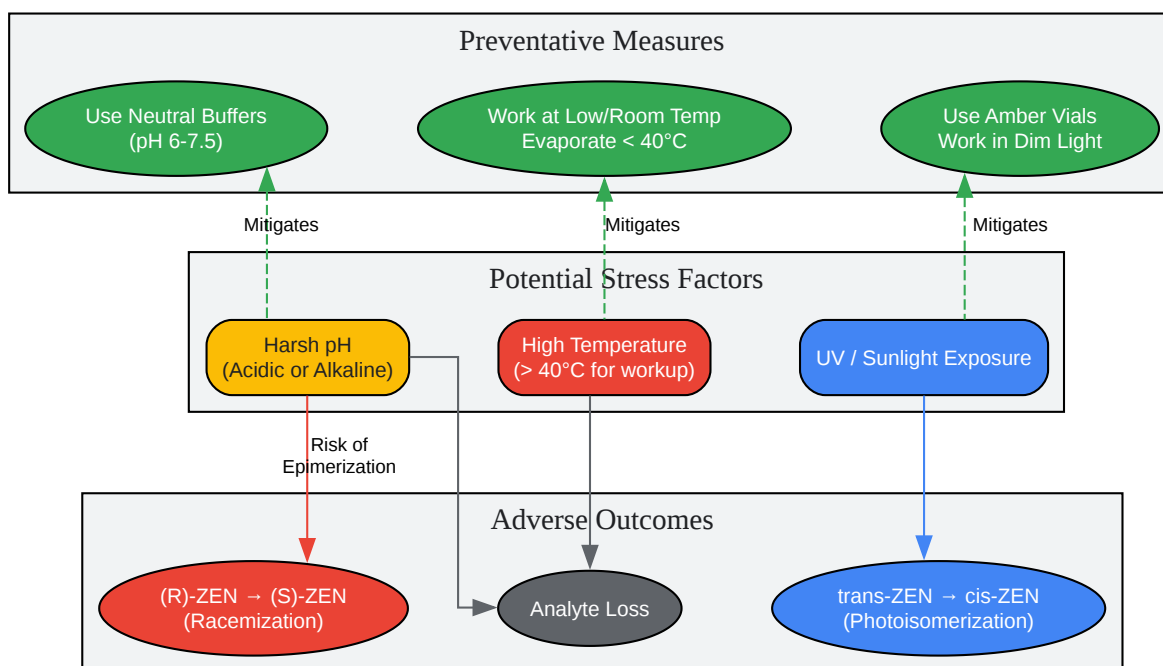 Preventative Measures
Use Neutral Buffers
(pH 6-7.5)
Work at Low/Room Temp
Evaporate < 40°C
Use Amber Vials
Work in Dim Light
Mitigates
Mitigates
Mitigates
Potential Stress Factors
Harsh pH
(Acidic or Alkaline)
High Temperature
(> 40°C for workup)
UV / Sunlight Exposure
Risk of
Epimerization
Adverse Outcomes
(R)-ZEN → (S)-ZEN
(Racemization)
Analyte Loss
trans-ZEN → cis-ZEN
(Photoisomerization)